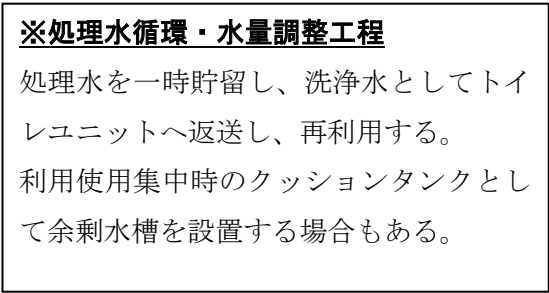 ※処理水循環・水量調整工程
処理水を一時貯留し、洗浄水としてトイ
レユニットへ返送し、再利用する。
利用使用集中時のクッションタンクとし
て余剰水槽を設置する場合もある。